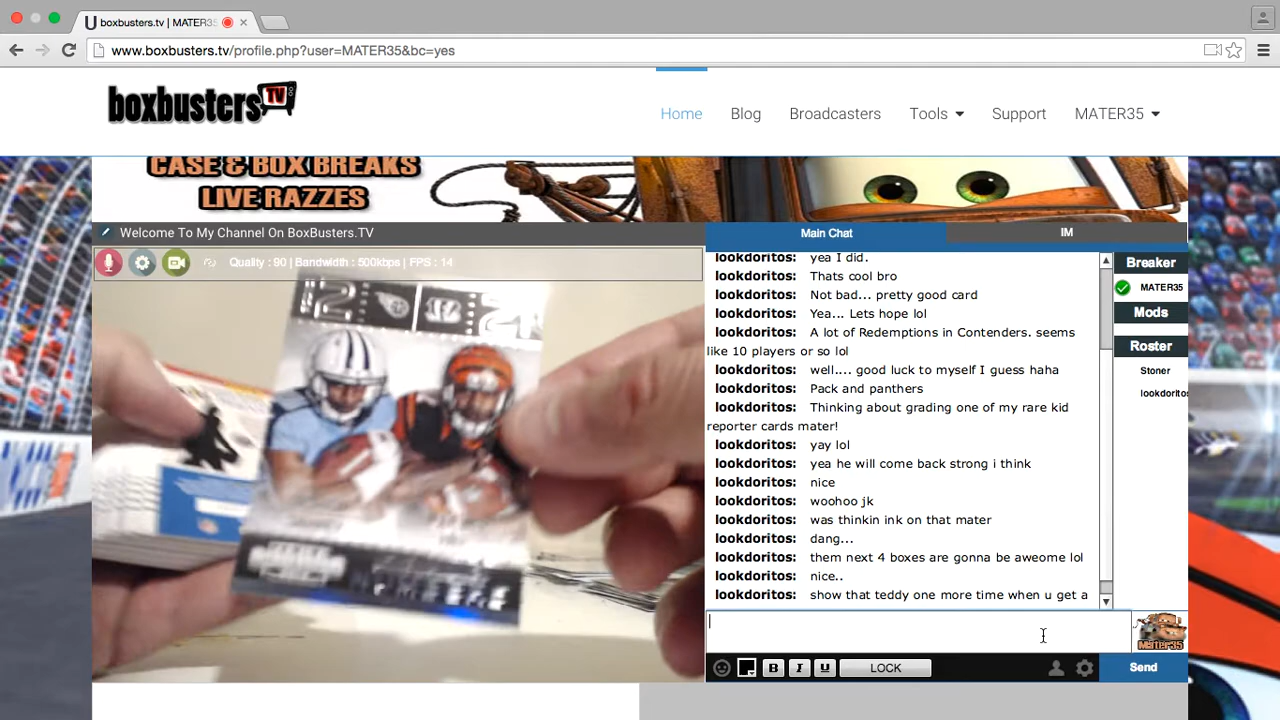 boxbusters.tv | MATER35
www.boxbusters.tv/profile.php?user=MATER35&bc=yes
boxbusters TV
Home Blog Broadcasters Tools Support MATER35
CASE & BOX BREAKS
LIVE RAZZES
Welcome To My Channel On BoxBusters.TV
Main Chat IM
Quality : 90 | Bandwidth : 500kbps | FPS : 14
lookdoritos: yea I did.
lookdoritos: Thats cool bro
lookdoritos: Not bad... pretty good card
lookdoritos: Yea... Lets hope lol
lookdoritos: A lot of Redemptions in Contenders. seems
like 10 players or so lol
lookdoritos: well.... good luck to myself I guess haha
lookdoritos: Pack and panthers
lookdoritos: Thinking about grading one of my rare kid
reporter cards mater!
lookdoritos: yay lol
lookdoritos: yea he will come back strong i think
lookdoritos: nice
lookdoritos: woohoo jk
lookdoritos: was thinkin ink on that mater
lookdoritos: dang...
lookdoritos: them next 4 boxes are gonna be aweome lol
lookdoritos: nice..
lookdoritos: show that teddy one more time when u get a
Breaker
MATER35
Mods
Roster
Stoner
lookdoritos
Mater35
B I U LOCK Send